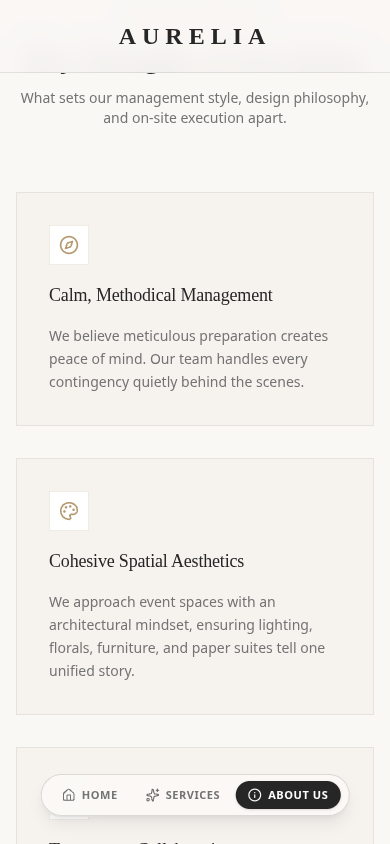 AURELIA
What sets our management style, design philosophy,
and on-site execution apart.
Calm, Methodical Management
We believe meticulous preparation creates
peace of mind. Our team handles every
contingency quietly behind the scenes.
Cohesive Spatial Aesthetics
We approach event spaces with an
architectural mindset, ensuring lighting,
florals, furniture, and paper suites tell one
unified story.
HOME
SERVICES
ABOUT US